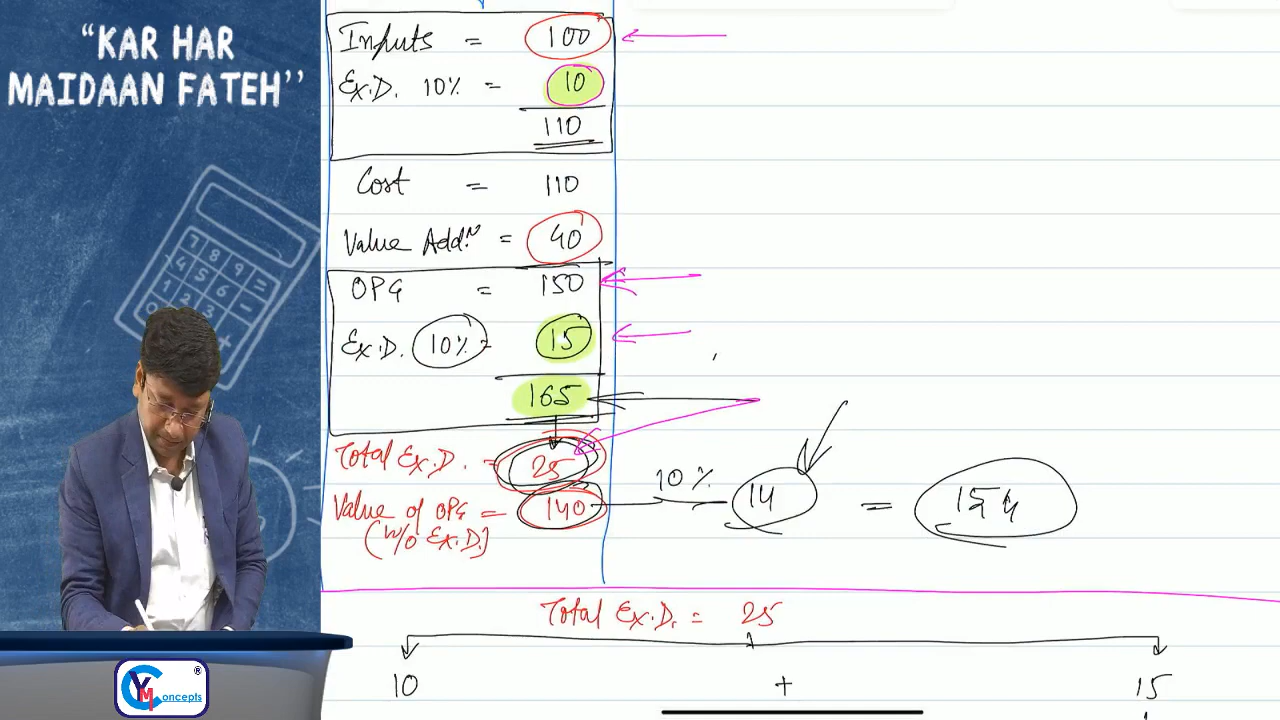 “KAR HAR
MAIDAAN FATEH’’
Inputs = 100
Ex.D. 10% = 10
110
Cost = 110
Value Addⁿ = 40
OPG = 150
Ex.D. 10% = 15
165
Total Ex.D. = 25
Value of OPG = 140 10% 14 = 154
(w/o Ex.D.)
Total Ex.D. = 25
10 + 15
YM Concepts ®